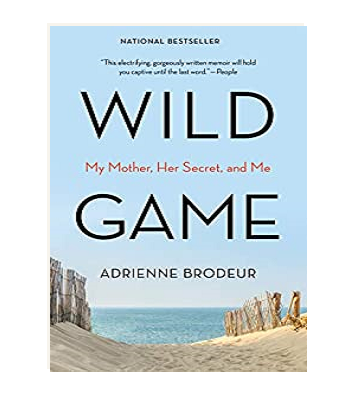 NATIONAL BESTSELLER
"This electrifying, gorgeously written memoir will hold
you captive until the last word."—People
WILD
My Mother, Her Secret, and Me
GAME
ADRIENNE BRODEUR